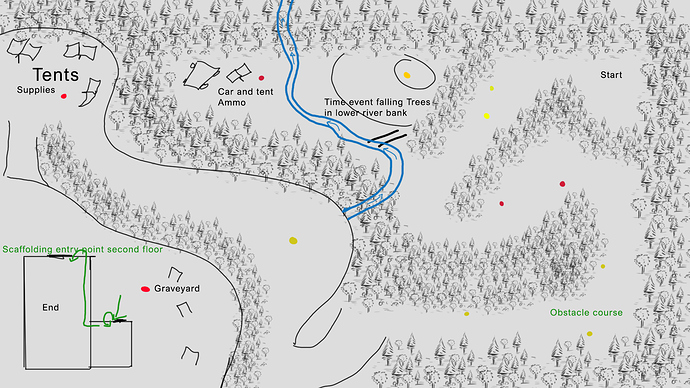 Tents
Supplies
Car and tent
Ammo
Time event falling Trees
in lower river bank
Start
Scaffolding entry point second floor
End
Graveyard
Obstacle course